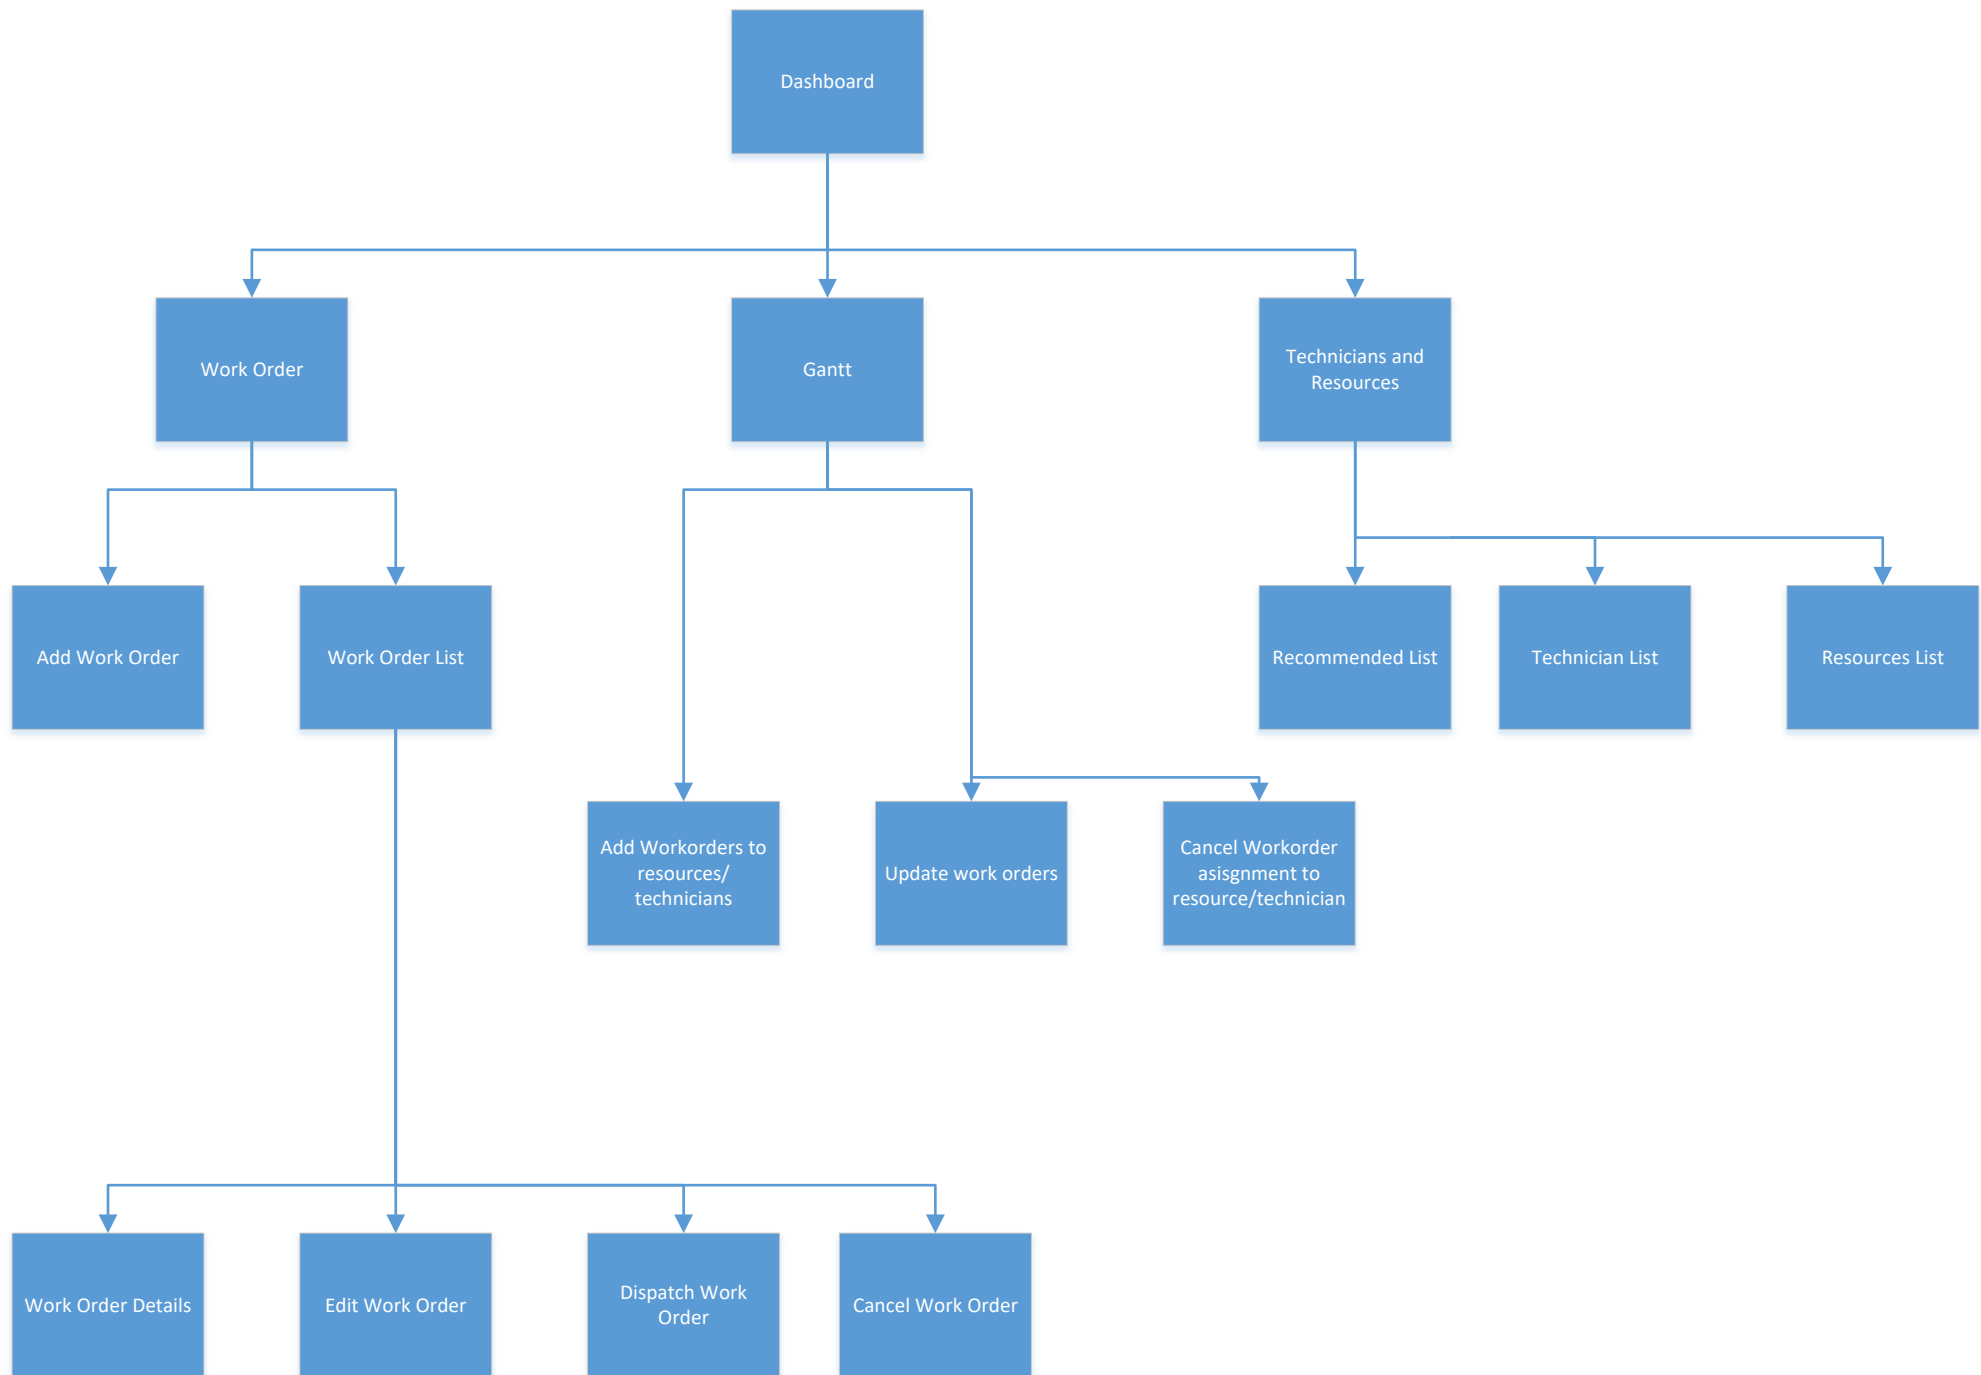 Dashboard
Work Order
Gantt
Technicians and
Resources
Add Work Order
Work Order List
Recommended List
Technician List
Resources List
Add Workorders to
resources/
technicians
Update work orders
Cancel Workorder
asisgnment to
resource/technician
Work Order Details
Edit Work Order
Dispatch Work
Order
Cancel Work Order